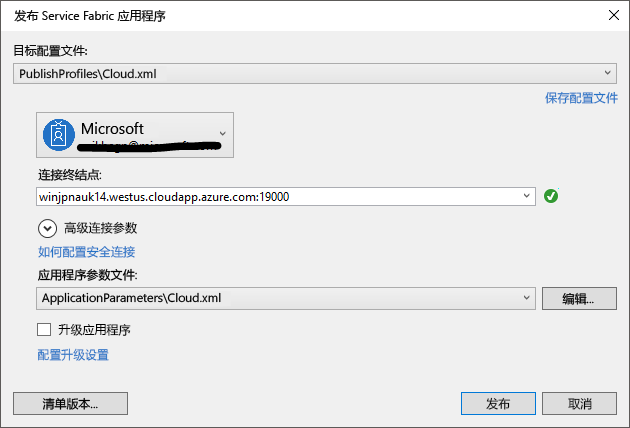 发布 Service Fabric 应用程序
目标配置文件:
PublishProfiles\Cloud.xml
保存配置文件
Microsoft
连接终结点:
winjpnauk14.westus.cloudapp.azure.com:19000
高级连接参数
如何配置安全连接
应用程序参数文件:
ApplicationParameters\Cloud.xml
编辑...
升级应用程序
配置升级设置
清单版本...
发布
取消